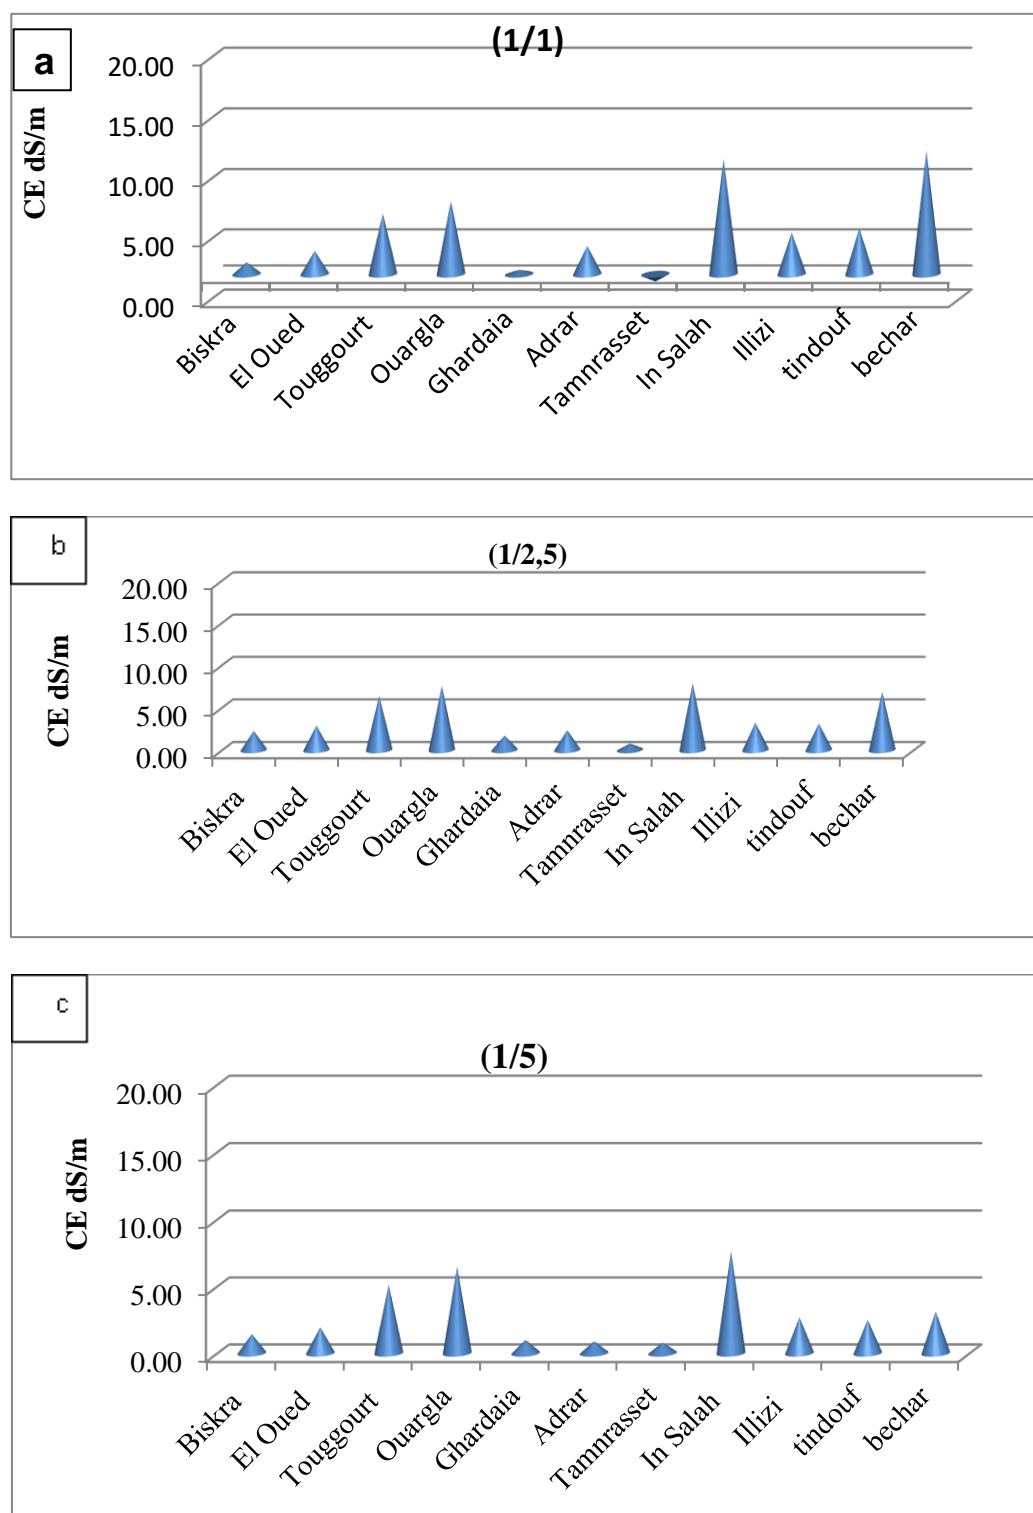 a
(1/1)
CE dS/m
20.00
15.00
10.00
5.00
0.00
Biskra
El Oued
Touggourt
Ouargla
Ghardaia
Adrar
Tamnrasset
In Salah
Illizi
tindouf
bechar
b
(1/2,5)
CE dS/m
20.00
15.00
10.00
5.00
0.00
Biskra
El Oued
Touggourt
Ouargla
Ghardaia
Adrar
Tamnrasset
In Salah
Illizi
tindouf
bechar
c
(1/5)
CE dS/m
20.00
15.00
10.00
5.00
0.00
Biskra
El Oued
Touggourt
Ouargla
Ghardaia
Adrar
Tamnrasset
In Salah
Illizi
tindouf
bechar